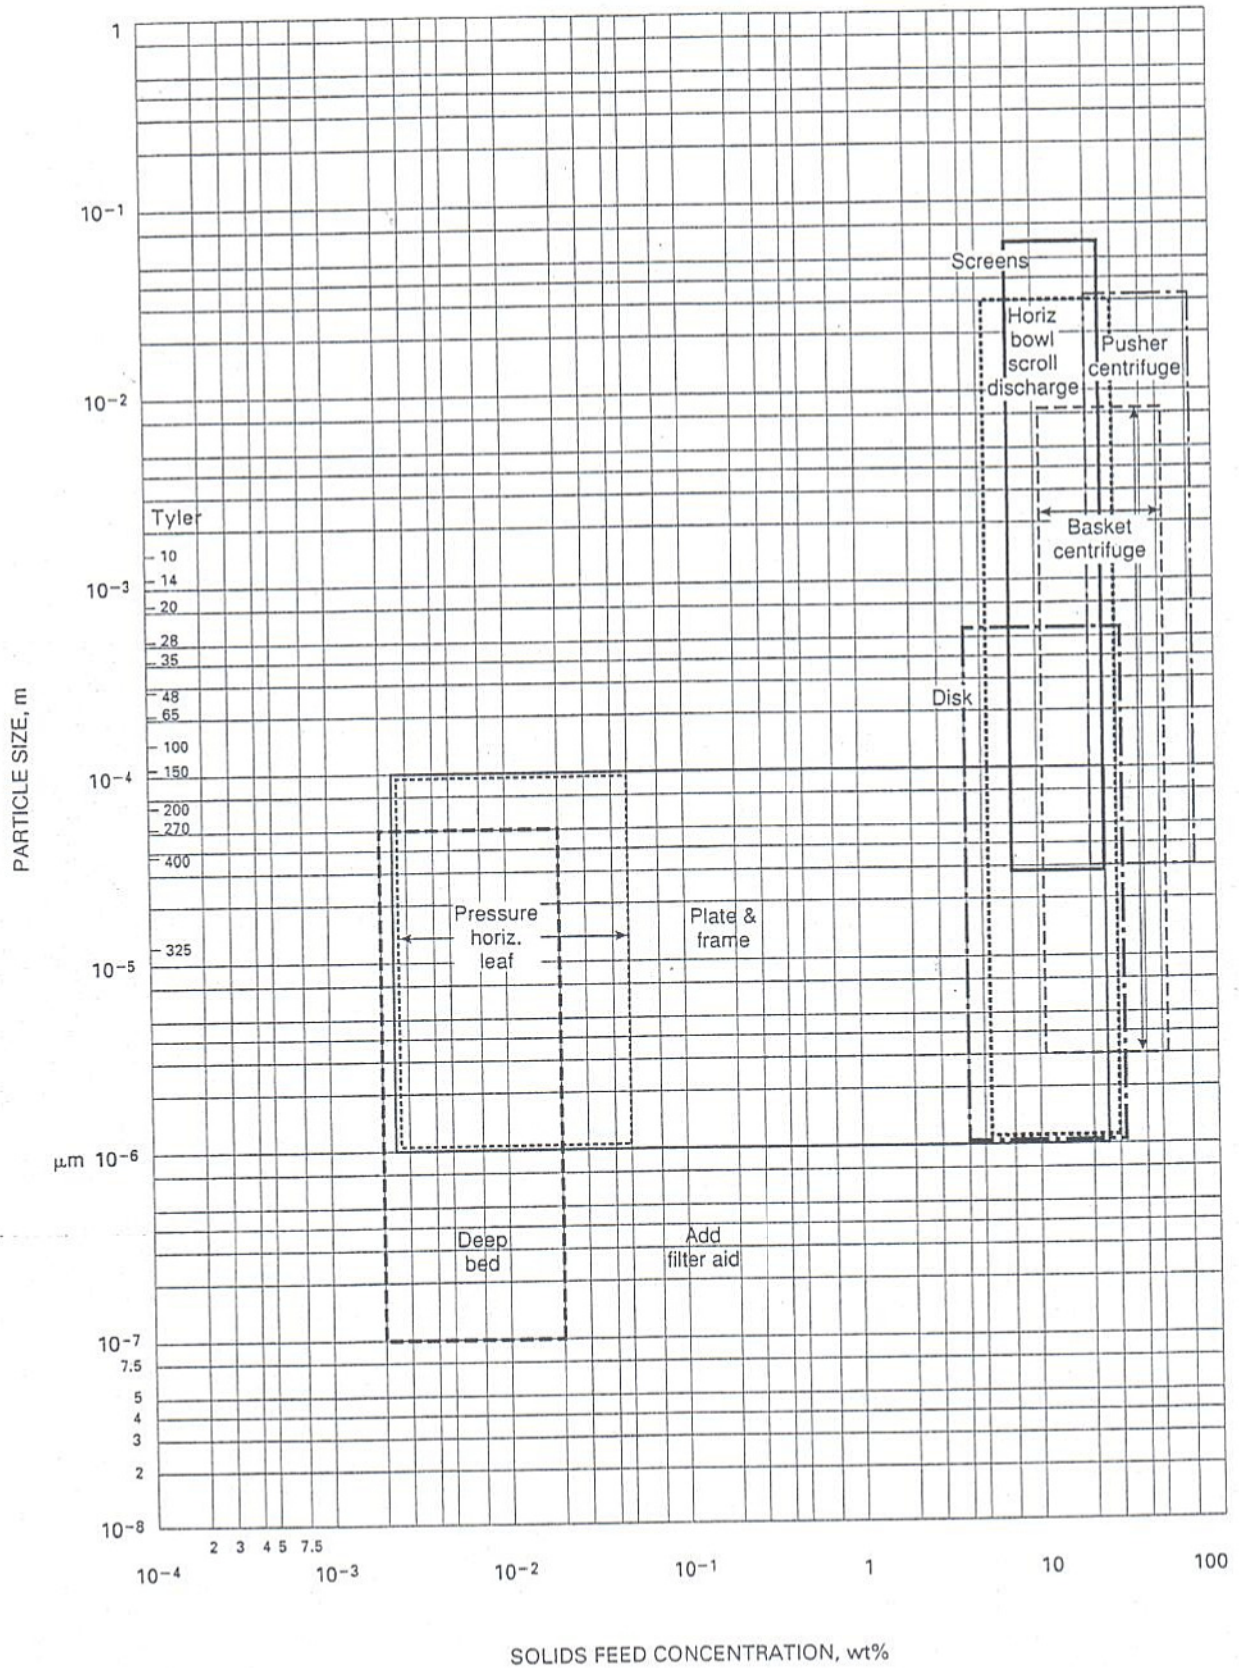 1
10⁻¹
Screens
Horiz
bowl
scroll
discharge
Pusher
centrifuge
10⁻²
Tyler
Basket
centrifuge
10
14
10⁻³
20
28
35
48
Disk
65
100
10⁻⁴
150
200
270
400
Pressure
horiz.
leaf
Plate &
frame
325
10⁻⁵
μm 10⁻⁶
Deep
bed
Add
filter aid
10⁻⁷
7.5
5
4
3
2
10⁻⁸
2 3 4 5 7.5
10⁻⁴ 10⁻³ 10⁻² 10⁻¹ 1 10 100
PARTICLE SIZE, m
SOLIDS FEED CONCENTRATION, wt%